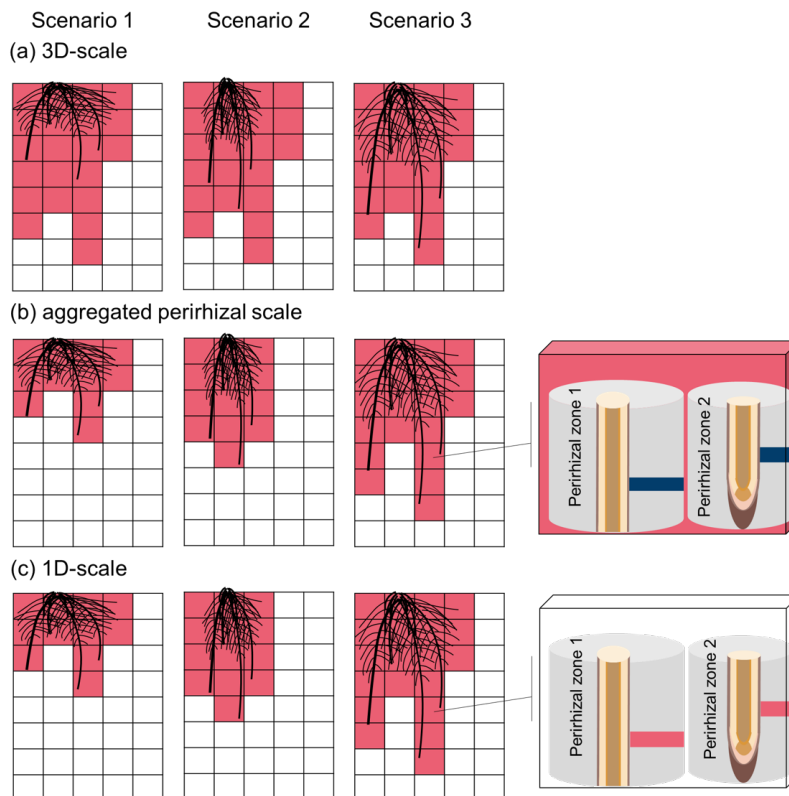 Scenario 1
Scenario 2
Scenario 3
(a) 3D-scale
(b) aggregated perirhizal scale
Perirhizal zone 1
Perirhizal zone 2
(c) 1D-scale
Perirhizal zone 1
Perirhizal zone 2